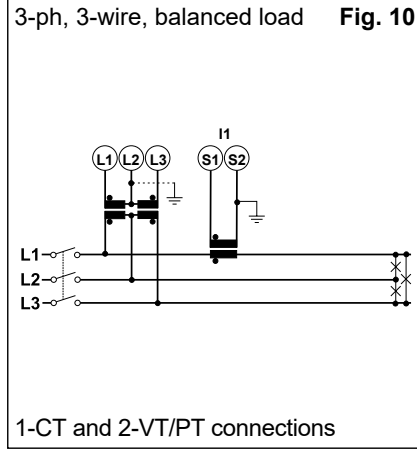 3-ph, 3-wire, balanced load Fig. 10
I1
L1 L2 L3 S1 S2
L1
L2
L3
1-CT and 2-VT/PT connections